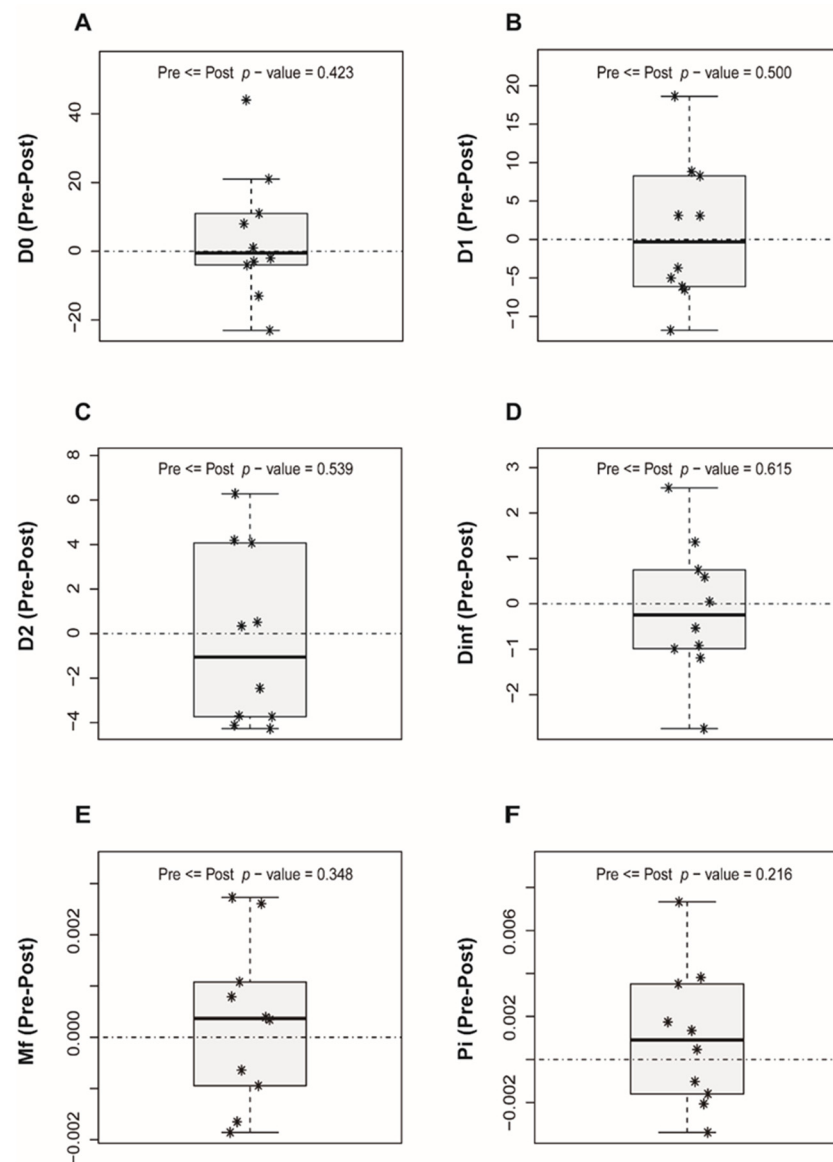 A
Pre <= Post p − value = 0.423
D0 (Pre-Post)
40
20
0
−20
B
Pre <= Post p − value = 0.500
D1 (Pre-Post)
20
15
10
5
0
−5
−10
C
Pre <= Post p − value = 0.539
D2 (Pre-Post)
8
6
4
2
0
−2
−4
D
Pre <= Post p − value = 0.615
Dinf (Pre-Post)
3
2
1
0
−1
−2
E
Pre <= Post p − value = 0.348
Mf (Pre-Post)
0.002
0.000
−0.002
F
Pre <= Post p − value = 0.216
Pi (Pre-Post)
0.006
0.002
−0.002